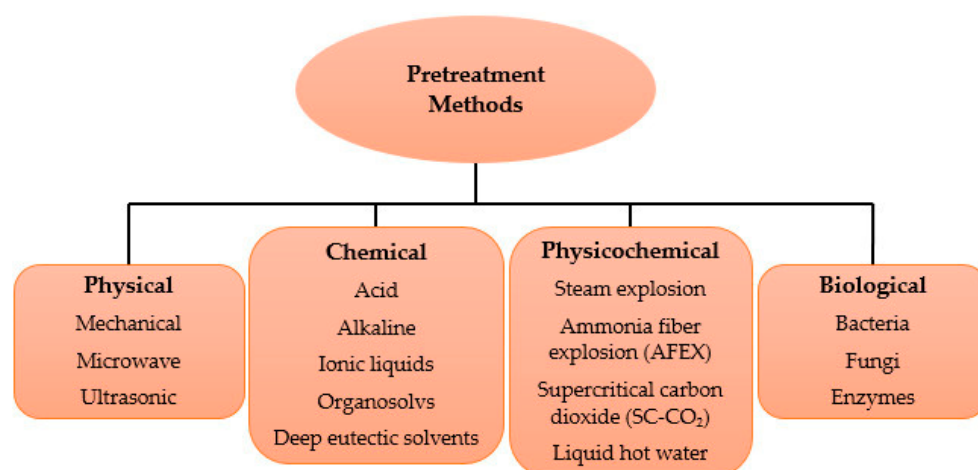 Pretreatment
Methods
Physical
Mechanical
Microwave
Ultrasonic
Chemical
Acid
Alkaline
Ionic liquids
Organosolvs
Deep eutectic solvents
Physicochemical
Steam explosion
Ammonia fiber
explosion (AFEX)
Supercritical carbon
dioxide (SC-CO₂)
Liquid hot water
Biological
Bacteria
Fungi
Enzymes